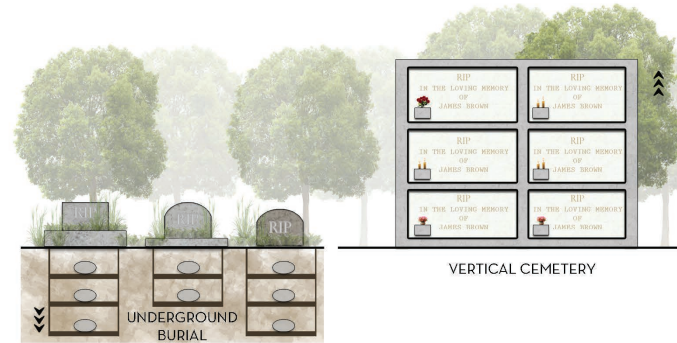 RIP
RIP
RIP
UNDERGROUND
BURIAL
RIP
IN THE LOVING MEMORY
OF
JAMES BROWN
RIP
IN THE LOVING MEMORY
OF
JAMES BROWN
RIP
IN THE LOVING MEMORY
OF
JAMES BROWN
RIP
IN THE LOVING MEMORY
OF
JAMES BROWN
RIP
IN THE LOVING MEMORY
OF
JAMES BROWN
RIP
IN THE LOVING MEMORY
OF
JAMES BROWN
VERTICAL CEMETERY